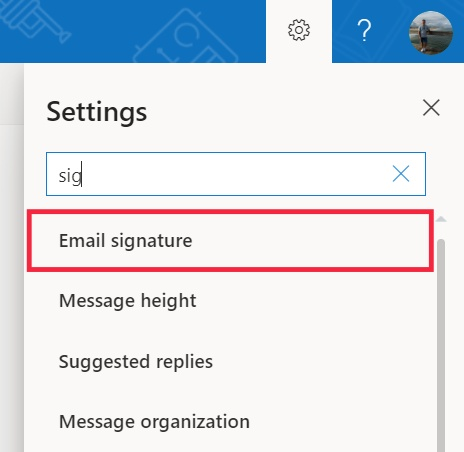 ?
Settings
sig
Email signature
Message height
Suggested replies
Message organization